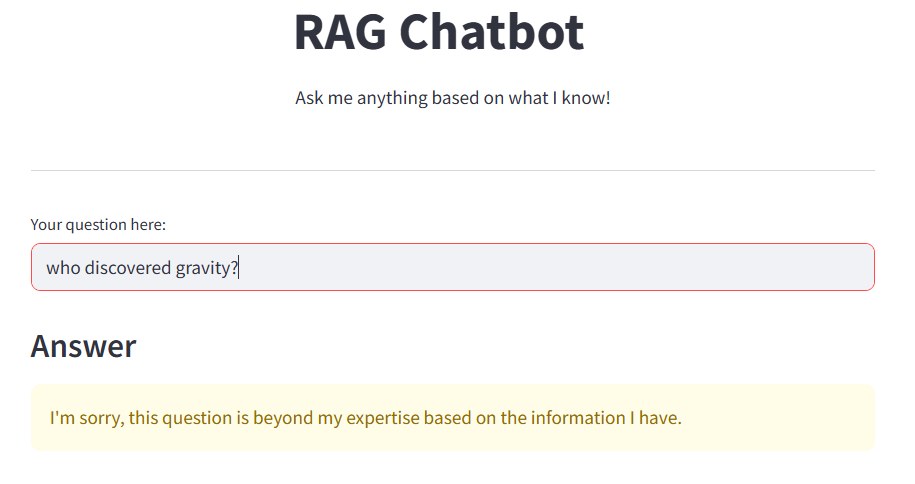 RAG Chatbot
Ask me anything based on what I know!
Your question here:
who discovered gravity?
Answer
I'm sorry, this question is beyond my expertise based on the information I have.